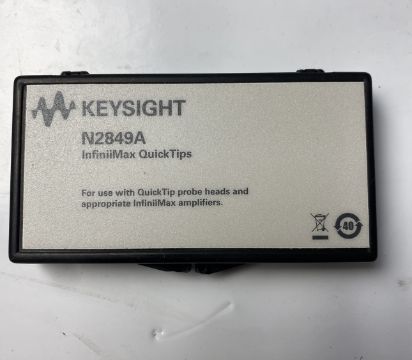 KEYSIGHT
N2849A
InfiniiMax QuickTips
For use with QuickTip probe heads and
appropriate InfiniiMax amplifiers.
40